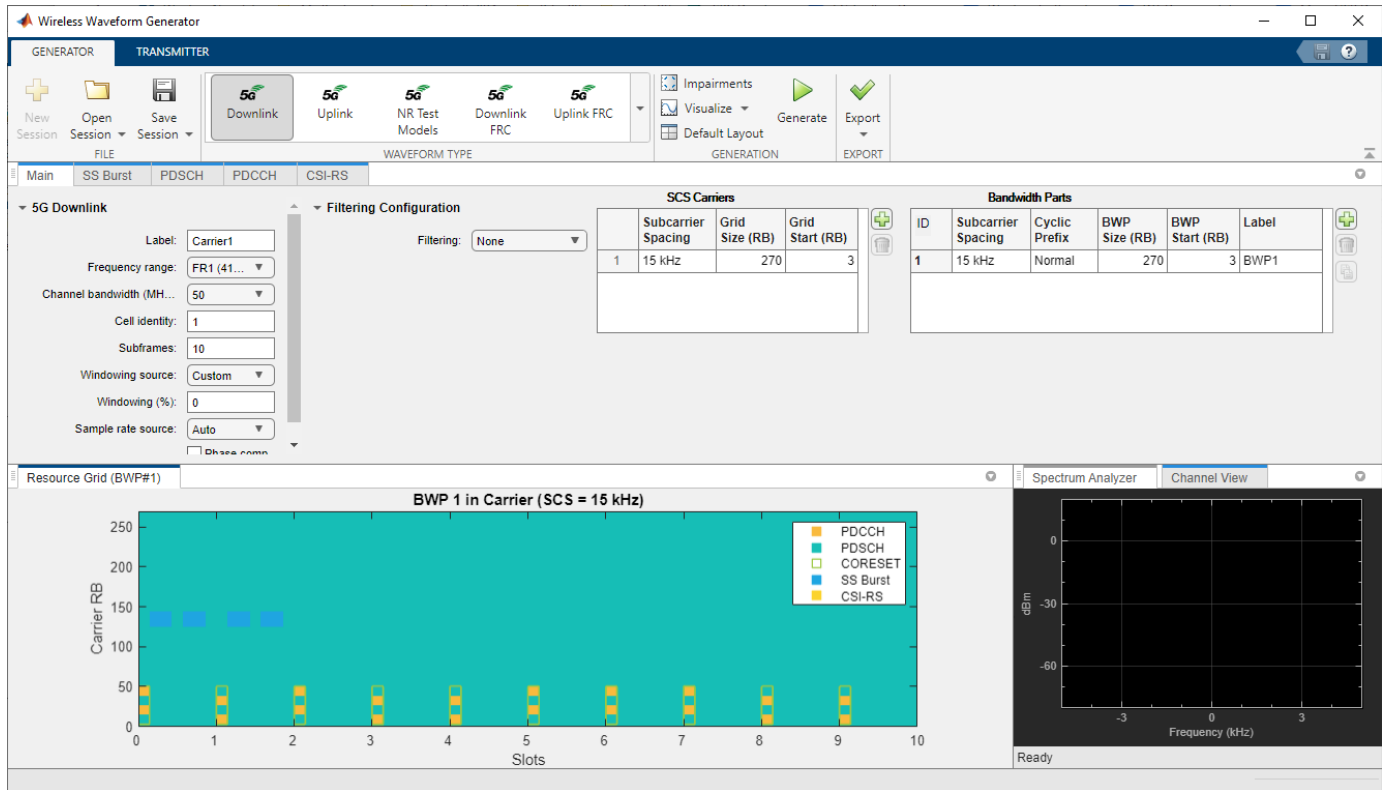 Wireless Waveform Generator
GENERATOR TRANSMITTER
New Session
Open Session
Save Session
5G Downlink
5G Uplink
5G NR Test Models
5G Downlink FRC
5G Uplink FRC
Impairments
Visualize
Default Layout
Generate
Export
FILE WAVEFORM TYPE GENERATION EXPORT
Main SS Burst PDSCH PDCCH CSI-RS
5G Downlink
Label: Carrier1
Frequency range: FR1 (41...
Channel bandwidth (MH... 50
Cell identity: 1
Subframes: 10
Windowing source: Custom
Windowing (%): 0
Sample rate source: Auto
Phase comp
Filtering Configuration
Filtering: None
SCS Carriers
Subcarrier Spacing Grid Size (RB) Grid Start (RB)
1 15 kHz 270 3
Bandwidth Parts
ID Subcarrier Spacing Cyclic Prefix BWP Size (RB) BWP Start (RB) Label
1 15 kHz Normal 270 3 BWP1
Resource Grid (BWP#1)
BWP 1 in Carrier (SCS = 15 kHz)
Carrier RB
250
200
150
100
50
0
0 1 2 3 4 5 6 7 8 9 10
Slots
PDCCH
PDSCH
CORESET
SS Burst
CSI-RS
Spectrum Analyzer Channel View
dBm
0
-30
-60
-3 0 3
Frequency (kHz)
Ready